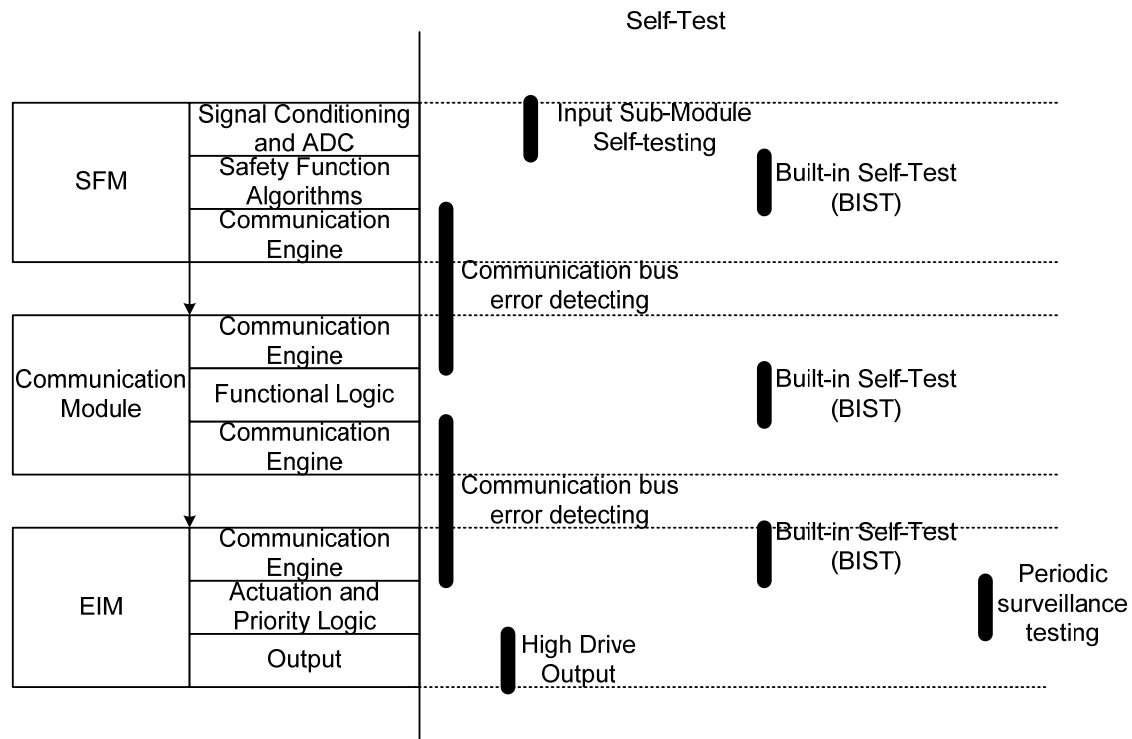 Self-Test
SFM
Signal Conditioning
and ADC
Safety Function
Algorithms
Communication
Engine
Input Sub-Module
Self-testing
Built-in Self-Test
(BIST)
Communication bus
error detecting
Communication
Module
Communication
Engine
Functional Logic
Communication
Engine
Built-in Self-Test
(BIST)
Communication bus
error detecting
EIM
Communication
Engine
Actuation and
Priority Logic
Output
Built-in Self-Test
(BIST)
Periodic
surveillance
testing
High Drive
Output